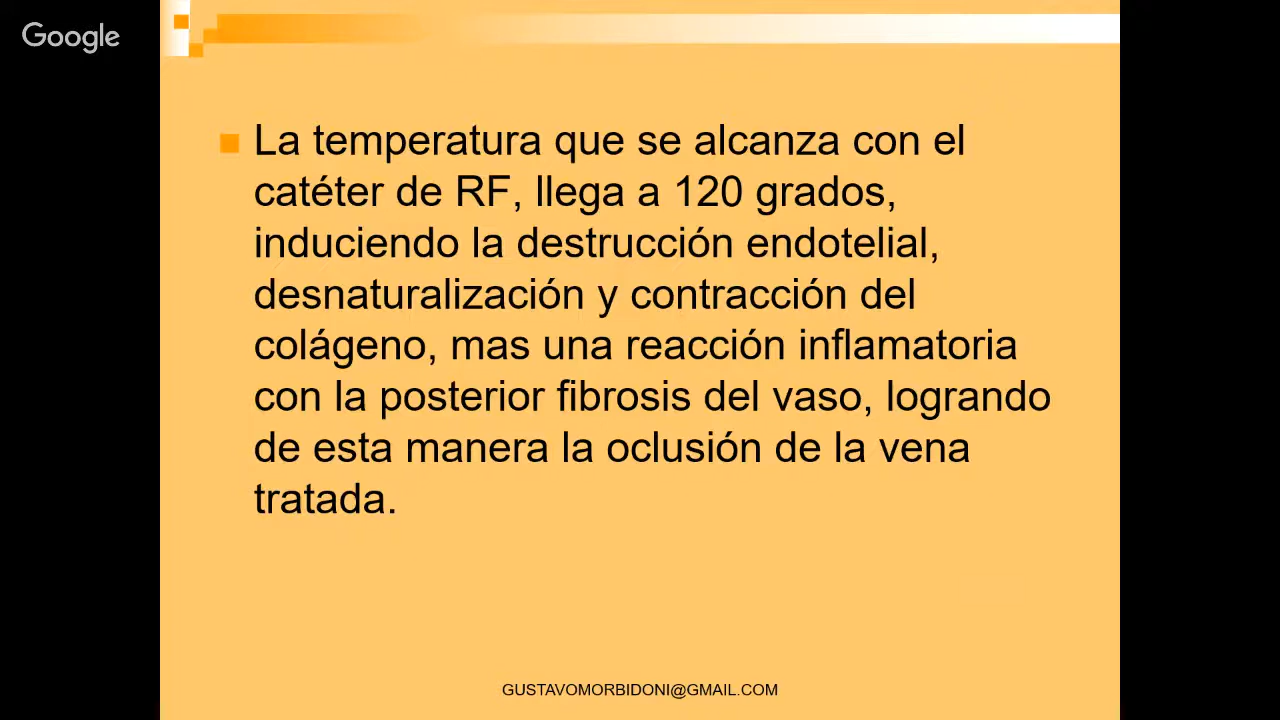 Google
La temperatura que se alcanza con el
catéter de RF, llega a 120 grados,
induciendo la destrucción endotelial,
desnaturalización y contracción del
colágeno, mas una reacción inflamatoria
con la posterior fibrosis del vaso, logrando
de esta manera la oclusión de la vena
tratada.
GUSTAVOMORBIDONI@GMAIL.COM